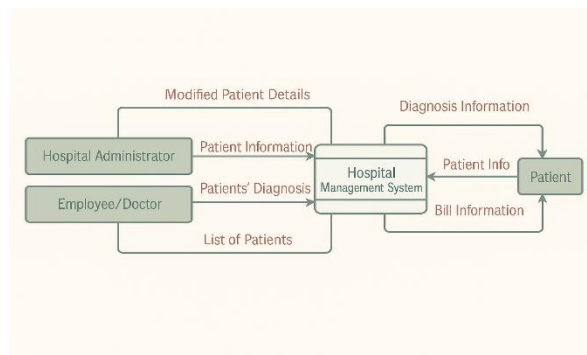 Modified Patient Details
Diagnosis Information
Hospital Administrator
Patient Information
Hospital
Management System
Patient Info
Patient
Employee/Doctor
Patients' Diagnosis
Bill Information
List of Patients